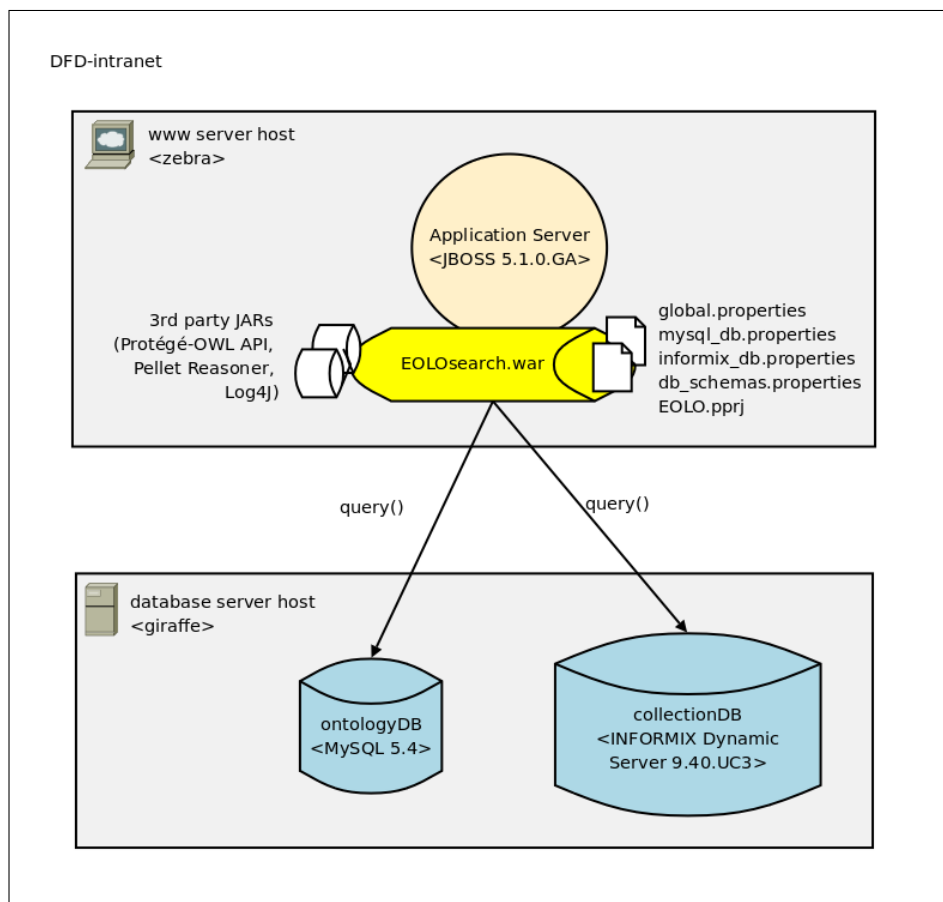 DFD-intranet
www server host
<zebra>
Application Server
<JBOSS 5.1.0.GA>
3rd party JARs
(Protégé-OWL API,
Pellet Reasoner,
Log4J)
EOLOsearch.war
global.properties
mysql_db.properties
informix_db.properties
db_schemas.properties
EOLO.pprj
query()
query()
database server host
<giraffe>
ontologyDB
<MySQL 5.4>
collectionDB
<INFORMIX Dynamic
Server 9.40.UC3>